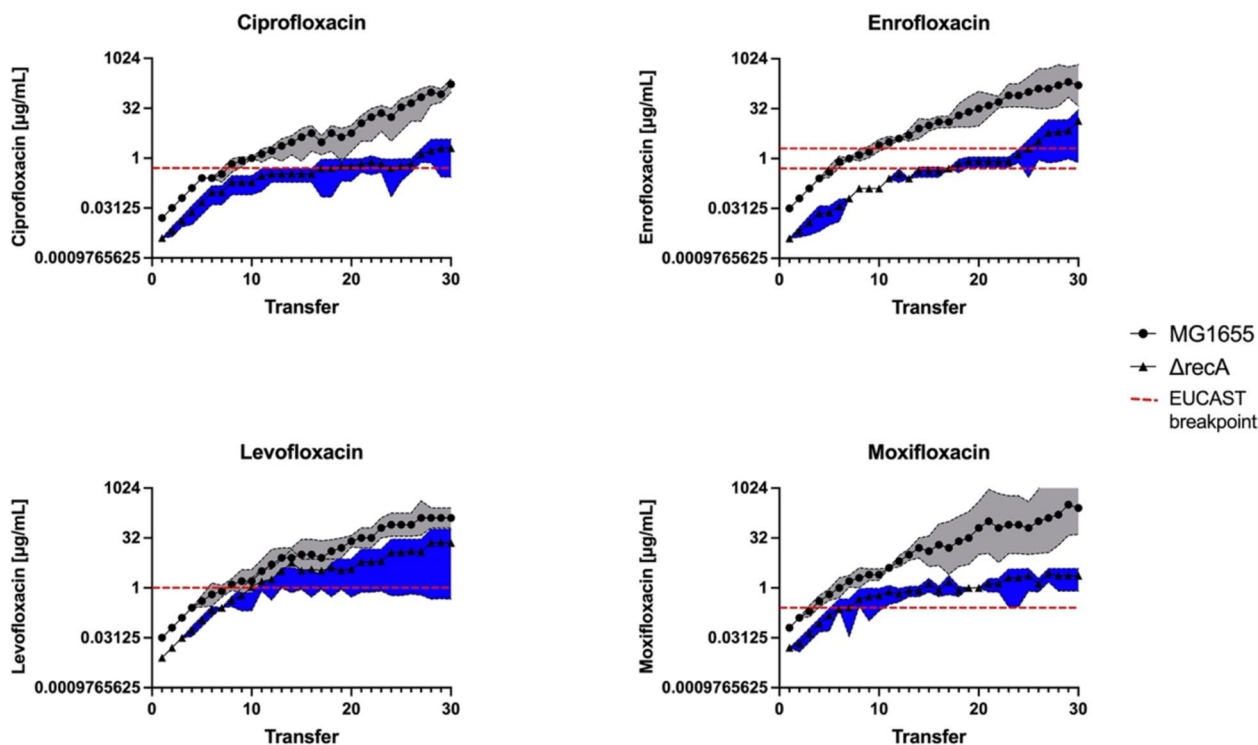 Ciprofloxacin
Ciprofloxacin [µg/mL]
1024
32
1
0.03125
0.0009765625
0 10 20 30
Transfer
Enrofloxacin
Enrofloxacin [µg/mL]
1024
32
1
0.03125
0.0009765625
0 10 20 30
Transfer
MG1655
ΔrecA
EUCAST
breakpoint
Levofloxacin
Levofloxacin [µg/mL]
1024
32
1
0.03125
0.0009765625
0 10 20 30
Transfer
Moxifloxacin
Moxifloxacin [µg/mL]
1024
32
1
0.03125
0.0009765625
0 10 20 30
Transfer